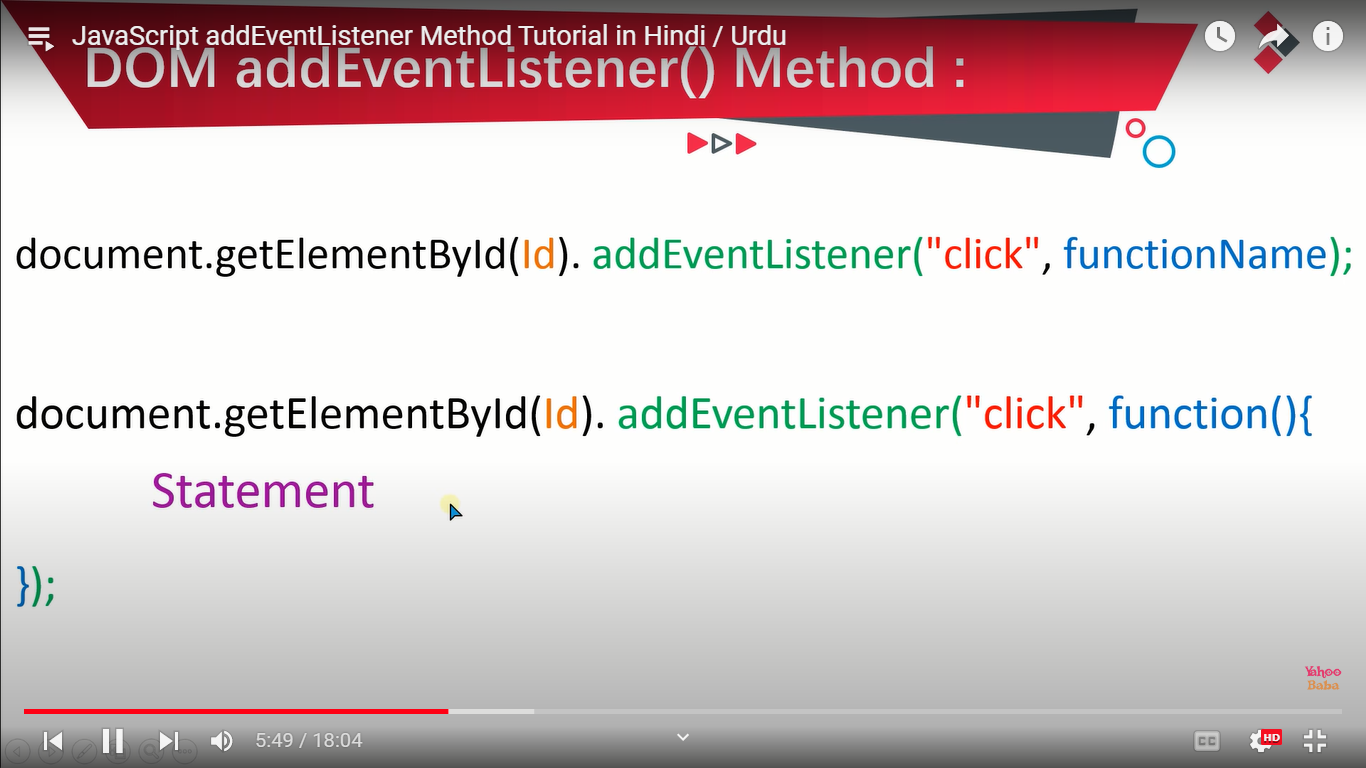 JavaScript addEventListener Method Tutorial in Hindi / Urdu
DOM addEventListener() Method :
document.getElementById(Id). addEventListener("click", functionName);
document.getElementById(Id). addEventListener("click", function(){
Statement
});
Yahoo
Baba
5:49 / 18:04
CC
HD